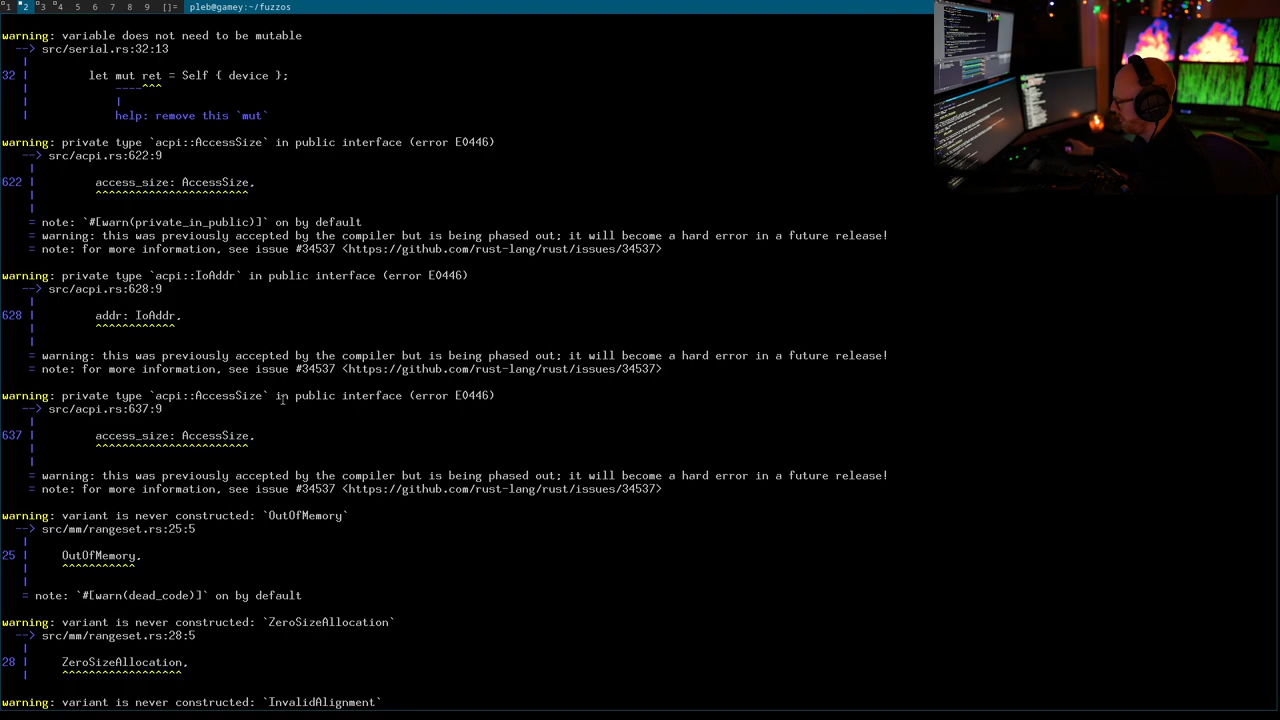 1 2 3 4 5 6 7 8 9 []= pleb@gamey:~/fuzzos
warning: variable does not need to be mutable
--> src/serial.rs:32:13
|
32 | let mut ret = Self { device };
| ----^^^
| |
| help: remove this `mut`
warning: private type `acpi::AccessSize` in public interface (error E0446)
--> src/acpi.rs:622:9
|
622 | access_size: AccessSize,
| ^^^^^^^^^^^^^^^^^^^^^^^
|
= note: `#[warn(private_in_public)]` on by default
= warning: this was previously accepted by the compiler but is being phased out; it will become a hard error in a future release!
= note: for more information, see issue #34537 <https://github.com/rust-lang/rust/issues/34537>
warning: private type `acpi::IoAddr` in public interface (error E0446)
--> src/acpi.rs:628:9
|
628 | addr: IoAddr,
| ^^^^^^^^^^^^
|
= warning: this was previously accepted by the compiler but is being phased out; it will become a hard error in a future release!
= note: for more information, see issue #34537 <https://github.com/rust-lang/rust/issues/34537>
warning: private type `acpi::AccessSize` in public interface (error E0446)
--> src/acpi.rs:637:9
|
637 | access_size: AccessSize,
| ^^^^^^^^^^^^^^^^^^^^^^^
|
= warning: this was previously accepted by the compiler but is being phased out; it will become a hard error in a future release!
= note: for more information, see issue #34537 <https://github.com/rust-lang/rust/issues/34537>
warning: variant is never constructed: `OutOfMemory`
--> src/mm/rangeset.rs:25:5
|
25 | OutOfMemory,
| ^^^^^^^^^^^
|
= note: `#[warn(dead_code)]` on by default
warning: variant is never constructed: `ZeroSizeAllocation`
--> src/mm/rangeset.rs:28:5
|
28 | ZeroSizeAllocation,
| ^^^^^^^^^^^^^^^^^^
warning: variant is never constructed: `InvalidAlignment`